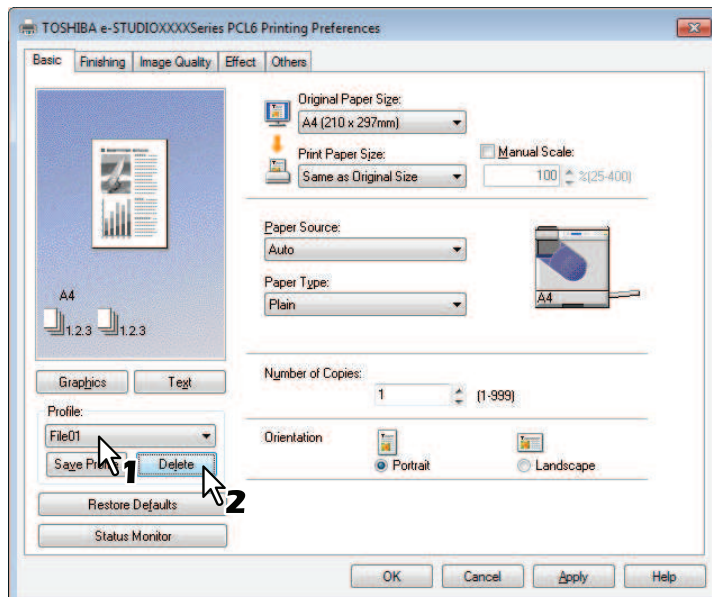 TOSHIBA e-STUDIOXXXXSeries PCL6 Printing Preferences
Basic Finishing Image Quality Effect Others
Original Paper Size:
A4 (210 x 297mm)
Print Paper Size:
Same as Original Size
Manual Scale:
100 %(25-400)
Paper Source:
Auto
Paper Type:
Plain
A4
A4
1.2.3 1.2.3
Graphics Text
Number of Copies:
1 (1-999)
Profile:
File01
1
Save Delete
2
Orientation
Portrait Landscape
Restore Defaults
Status Monitor
OK Cancel Apply Help